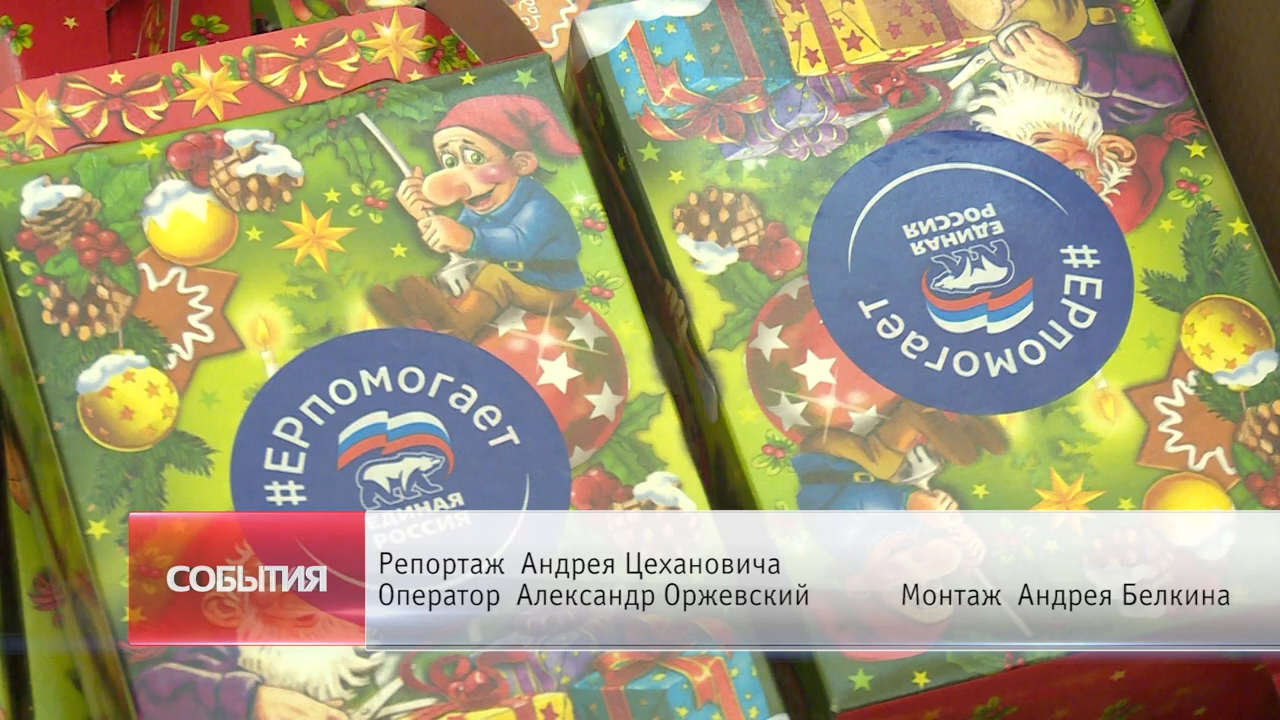 #ЕРпомогает
ЕДИНАЯ
РОССИЯ
#ЕРпомогает
ЕДИНАЯ
РОССИЯ
СОБЫТИЯ
Репортаж Андрея Цехановича
Оператор Александр Оржевский
Монтаж Андрея Белкина